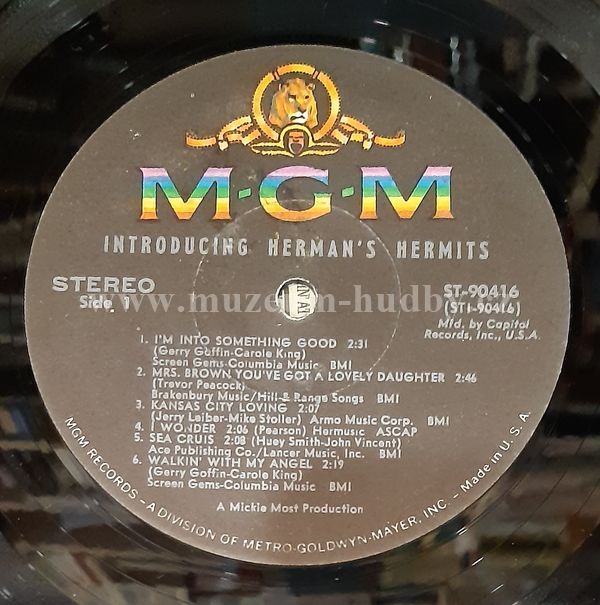 M·G·M
INTRODUCING HERMAN'S HERMITS
STEREO
Side 1
ST-90416
(ST1-90416)
Mfd. by Capitol
Records, Inc., U.S.A.
1. I'M INTO SOMETHING GOOD 2:31
(Gerry Goffin-Carole King)
Screen Gems-Columbia Music BMI
2. MRS. BROWN YOU'VE GOT A LOVELY DAUGHTER 2:46
(Trevor Peacock)
Brakenbury Music/Hill & Range Songs BMI
3. KANSAS CITY LOVING 2:07
(Jerry Leiber-Mike Stoller) Armo Music Corp. BMI
4. I WONDER 2:06 (Pearson) Hormusic ASCAP
5. SEA CRUIS 2:08 (Huey Smith-John Vincent)
Ace Publishing Co./Lancer Music, Inc. BMI
6. WALKIN' WITH MY ANGEL 2:19
(Gerry Goffin-Carole King)
Screen Gems-Columbia Music BMI
A Mickie Most Production
MGM RECORDS – A DIVISION OF METRO-GOLDWYN-MAYER, INC. – Made in U.S.A.